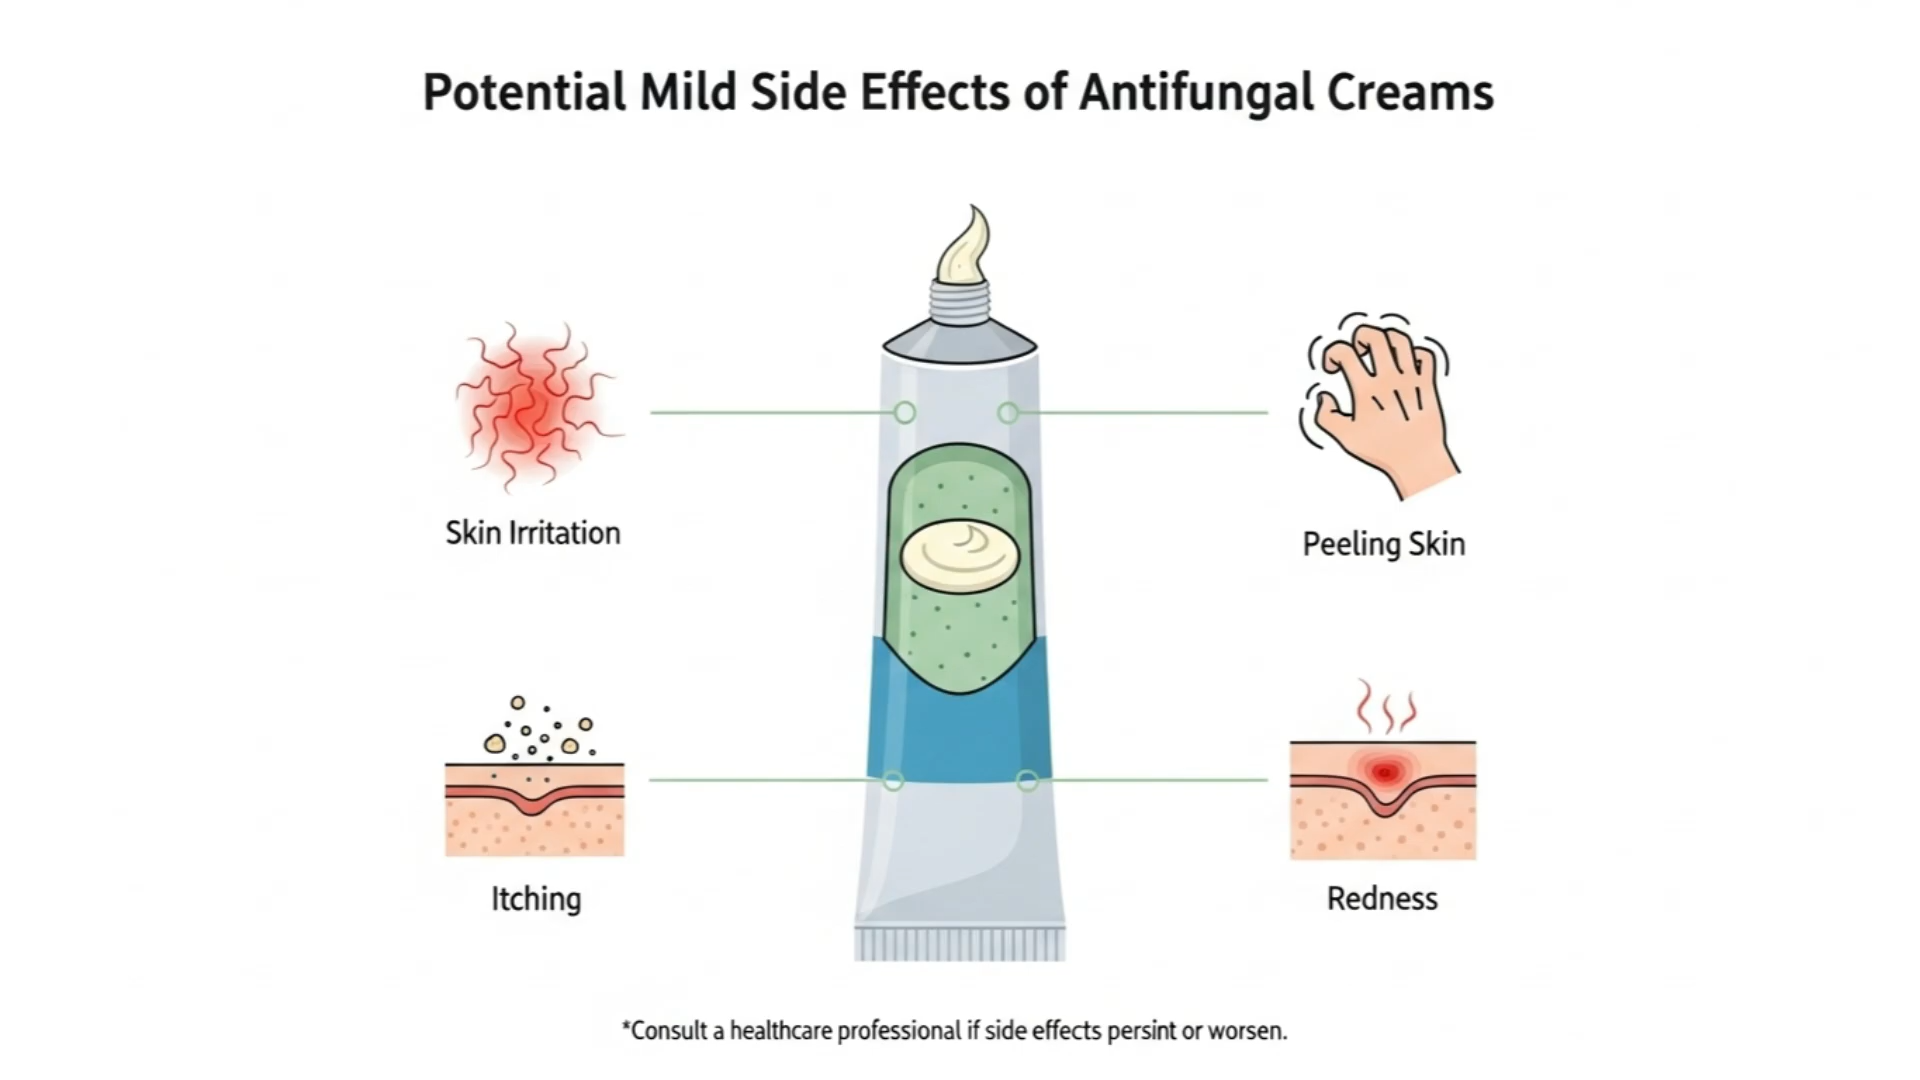 Potential Mild Side Effects of Antifungal Creams
Skin Irritation
Peeling Skin
Itching
Redness
*Consult a healthcare professional if side effects persint or worsen.